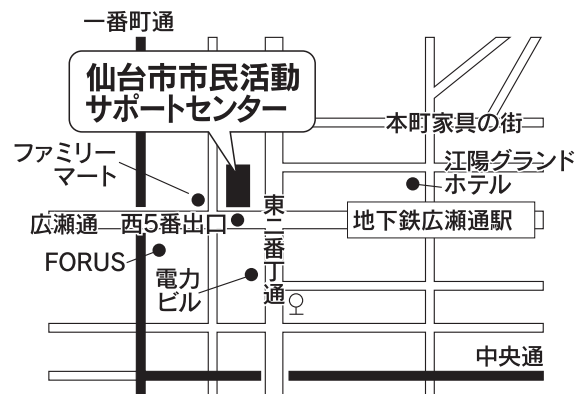 一番町通
仙台市市民活動
サポートセンター
本町家具の街
ファミリー
マート
江陽グランド
ホテル
東二番丁通
広瀬通
西5番出口
地下鉄広瀬通駅
FORUS
電力
ビル
中央通